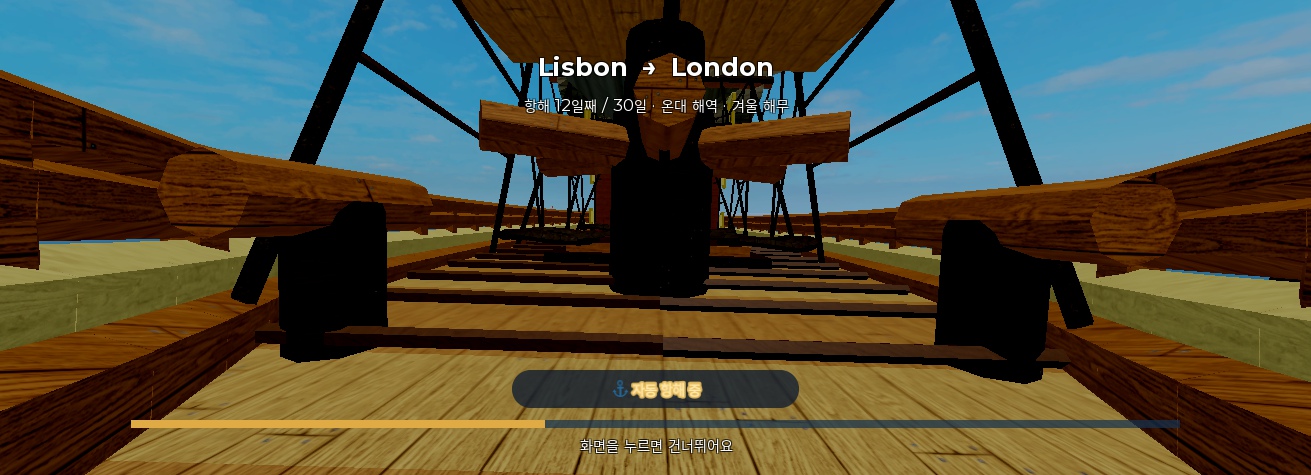 Lisbon → London
항해 12일째 / 30일 · 온대 해역 · 겨울 해무
⚓ 자동 항해 중
화면을 누르면 건너뛰어요